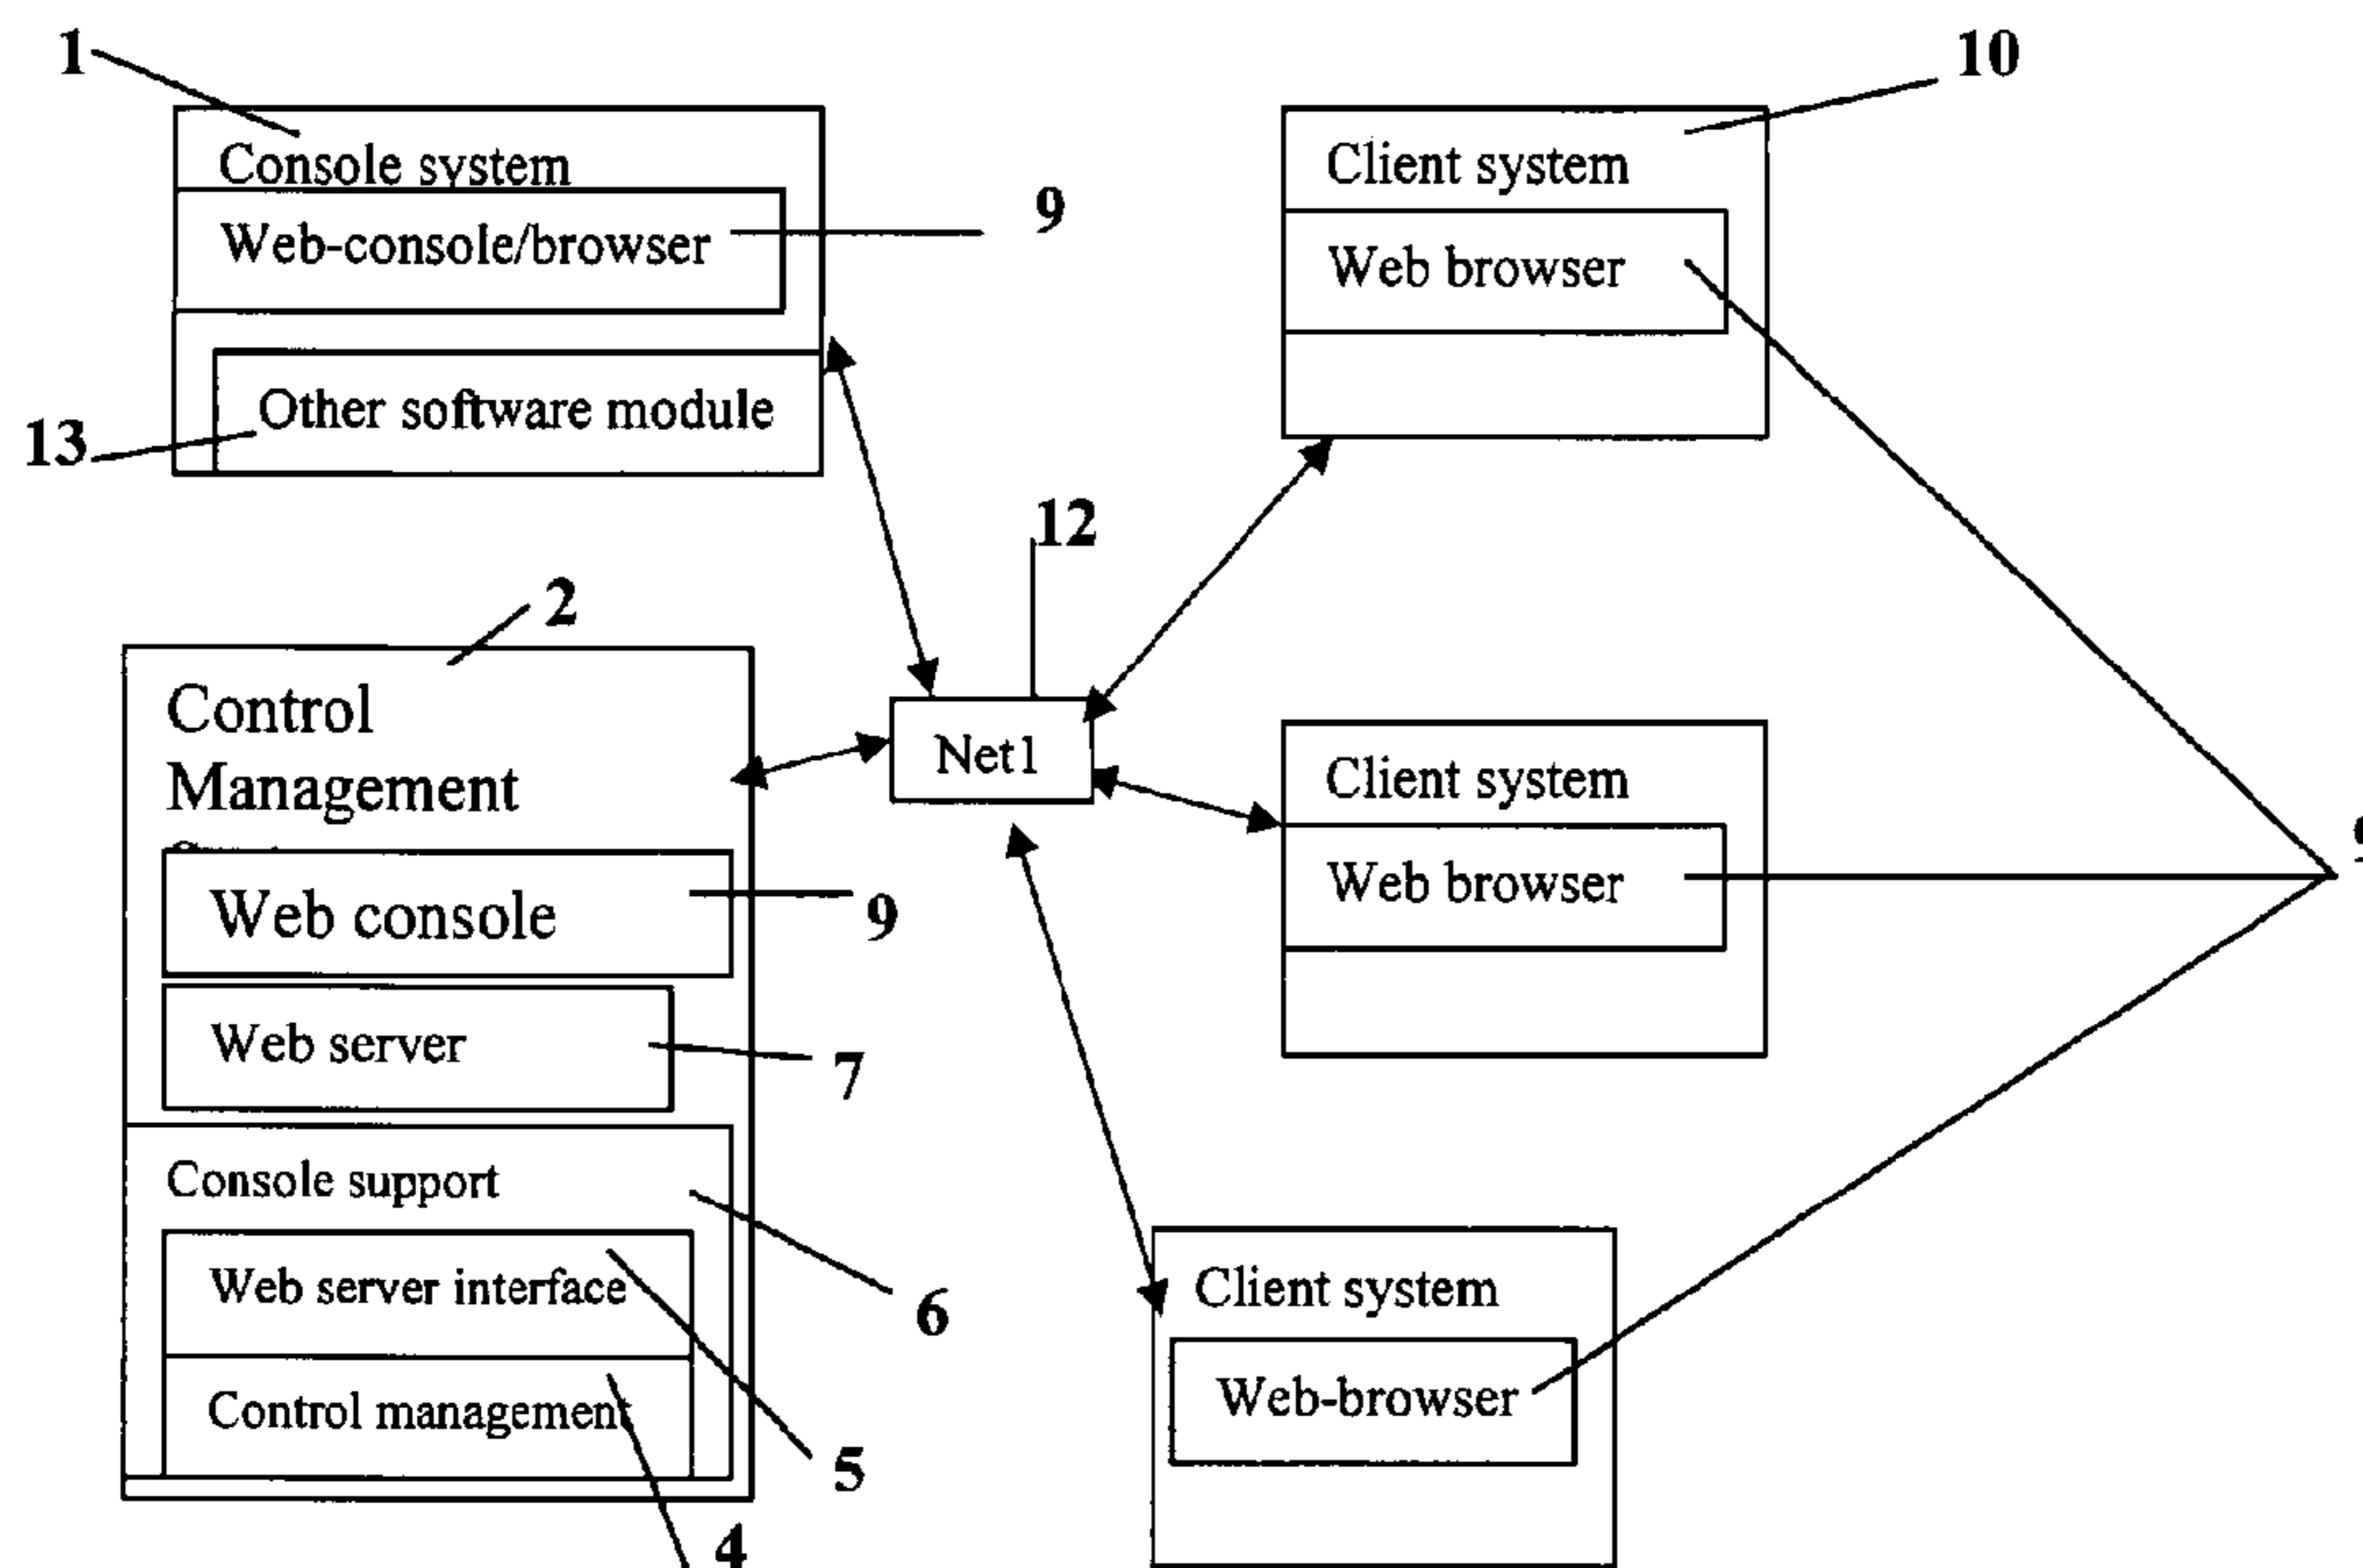 1
Console system
Web-console/browser
9
Other software module
13
10
Client system
Web browser
12
Net1
2
Control
Management
Web console
9
Web server
7
Console support
6
Web server interface
5
Control management
4
Client system
Web browser
Client system
Web-browser